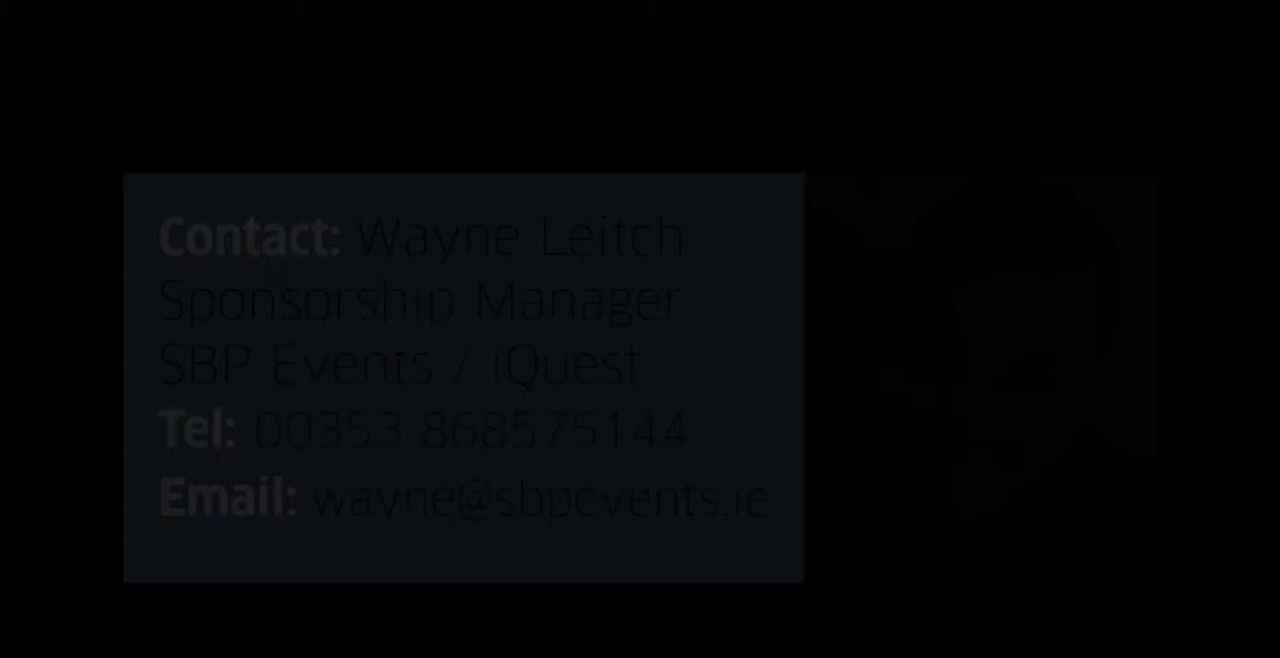 Contact: Wayne Leitch
Sponsorship Manager
SBP Events / iQuest
Tel: 00353 868575144
Email: wayne@sbpevents.ie